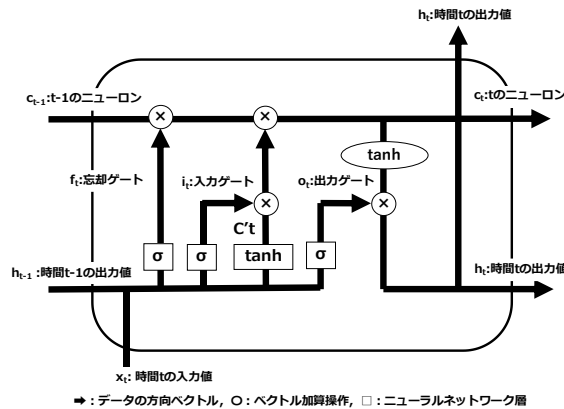 ht:時間tの出力値
ct-1:t-1のニューロン
ct:tのニューロン
×
×
tanh
ft:忘却ゲート
it:入力ゲート
ot:出力ゲート
×
×
C't
σ
σ
tanh
σ
ht-1:時間t-1の出力値
ht:時間tの出力値
xt:時間tの入力値
➡:データの方向ベクトル, ○:ベクトル加算操作, □:ニューラルネットワーク層